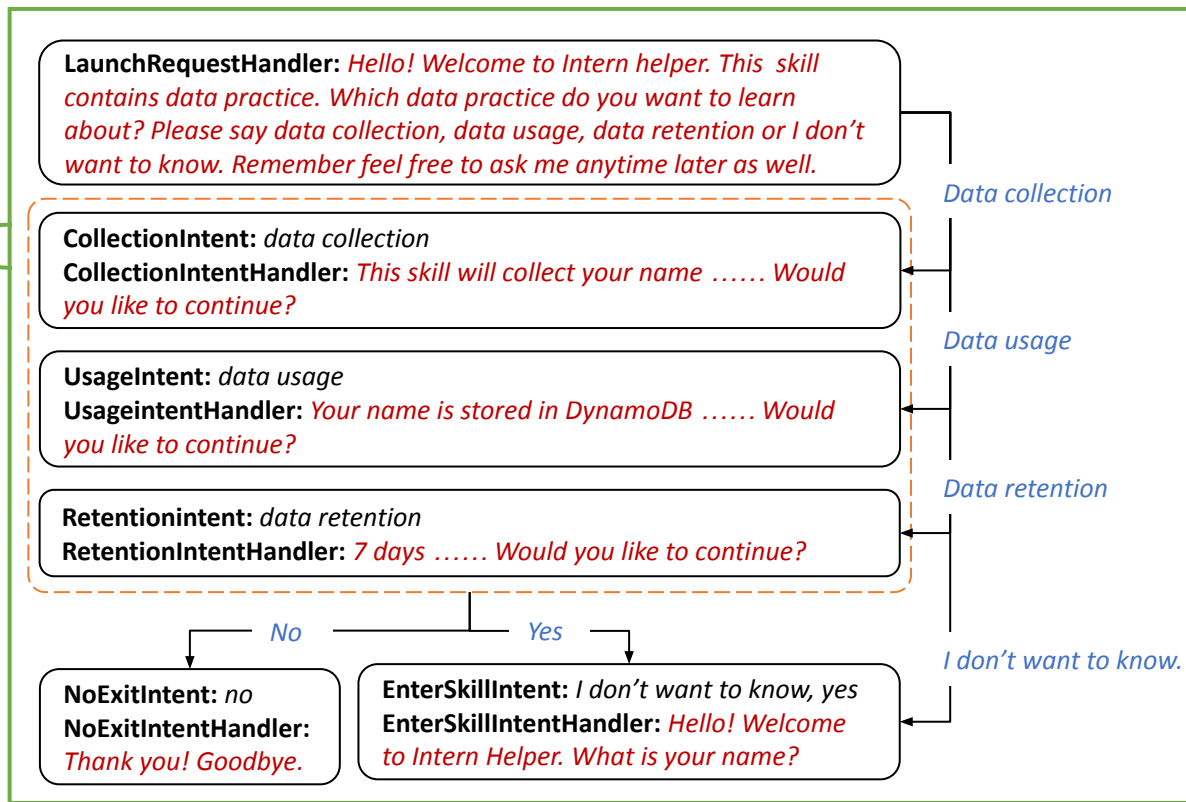 LaunchRequestHandler: Hello! Welcome to Intern helper. This skill
contains data practice. Which data practice do you want to learn
about? Please say data collection, data usage, data retention or I don't
want to know. Remember feel free to ask me anytime later as well.
Data collection
CollectionIntent: data collection
CollectionIntentHandler: This skill will collect your name ...... Would
you like to continue?
Data usage
UsageIntent: data usage
UsageintentHandler: Your name is stored in DynamoDB ...... Would
you like to continue?
Data retention
Retentionintent: data retention
RetentionIntentHandler: 7 days ...... Would you like to continue?
No
Yes
I don't want to know.
NoExitIntent: no
NoExitIntentHandler:
Thank you! Goodbye.
EnterSkillIntent: I don't want to know, yes
EnterSkillIntentHandler: Hello! Welcome
to Intern Helper. What is your name?